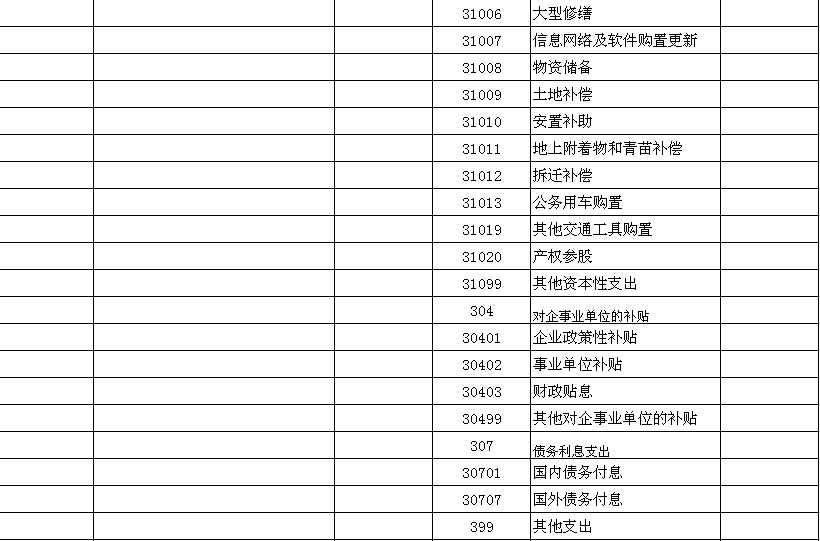 31006 大型修缮
31007 信息网络及软件购置更新
31008 物资储备
31009 土地补偿
31010 安置补助
31011 地上附着物和青苗补偿
31012 拆迁补偿
31013 公务用车购置
31019 其他交通工具购置
31020 产权参股
31099 其他资本性支出
304 对企事业单位的补贴
30401 企业政策性补贴
30402 事业单位补贴
30403 财政贴息
30499 其他对企事业单位的补贴
307 债务利息支出
30701 国内债务付息
30707 国外债务付息
399 其他支出